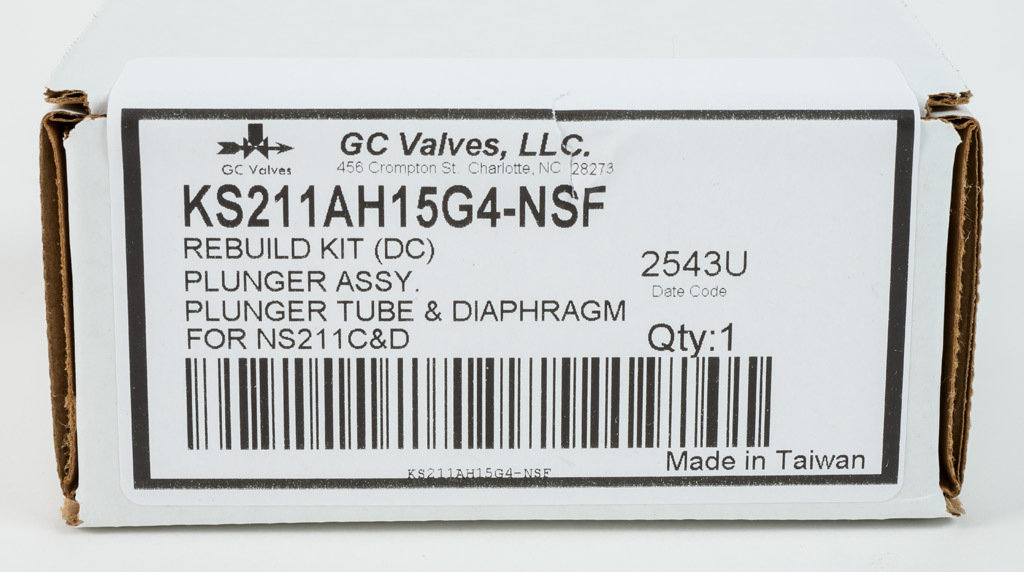 GC Valves
GC Valves, LLC.
456 Crompton St. Charlotte, NC 28273
KS211AH15G4-NSF
REBUILD KIT (DC)
PLUNGER ASSY.
PLUNGER TUBE & DIAPHRAGM
FOR NS211C&D
2543U
Date Code
Qty:1
KS211AH15G4-NSF
Made in Taiwan